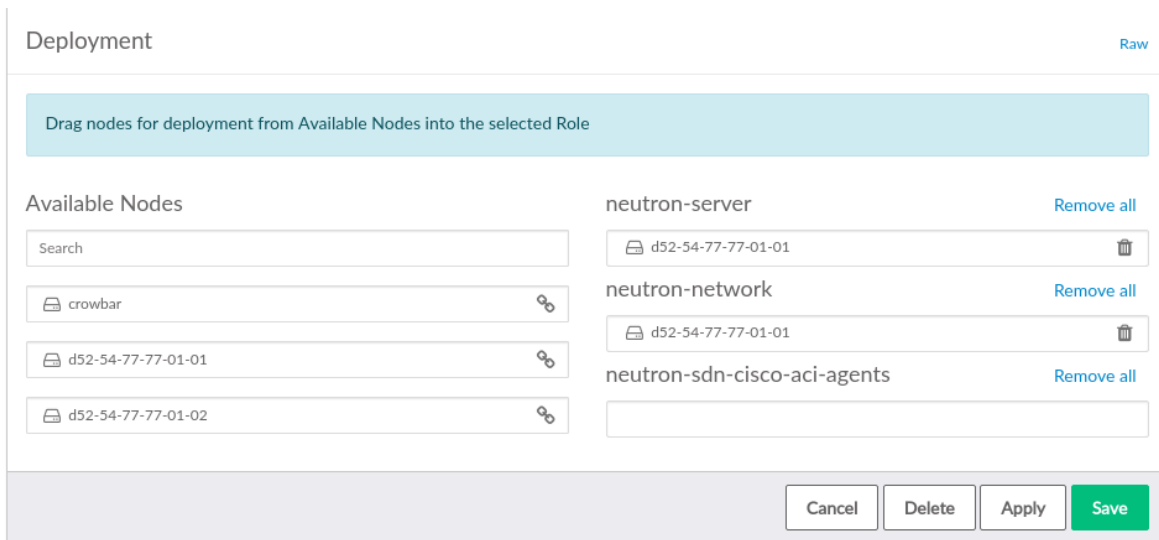 Deployment
Raw
Drag nodes for deployment from Available Nodes into the selected Role
Available Nodes
Search
crowbar
d52-54-77-77-01-01
d52-54-77-77-01-02
neutron-server
Remove all
d52-54-77-77-01-01
neutron-network
Remove all
d52-54-77-77-01-01
neutron-sdn-cisco-aci-agents
Remove all
Cancel
Delete
Apply
Save